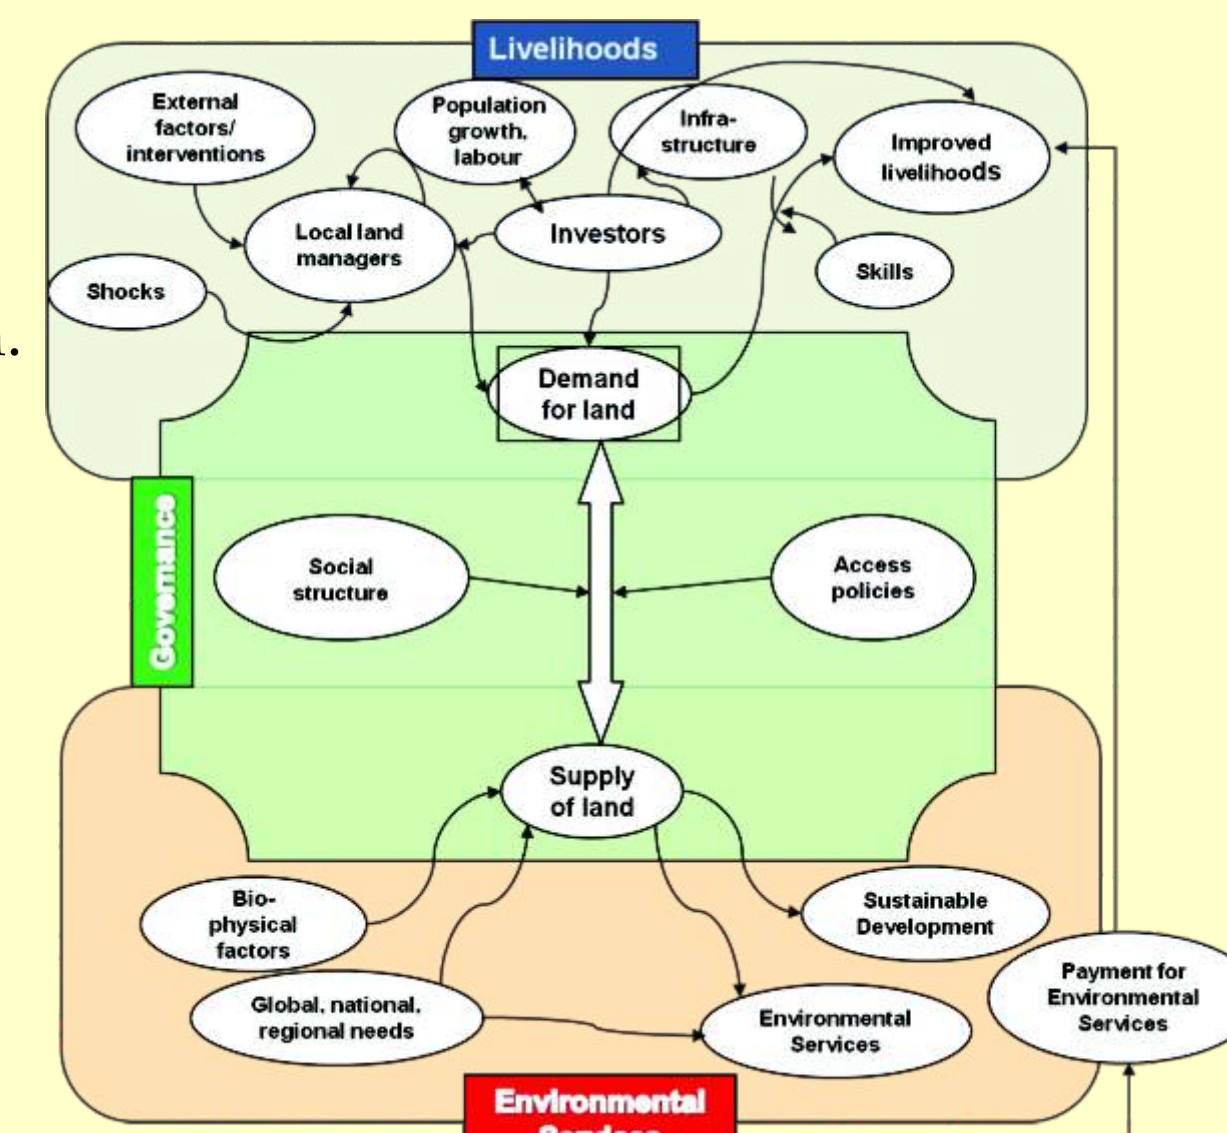 Livelihoods
External
factors/
interventions
Population
growth,
labour
Infra-
structure
Improved
livelihoods
Local land
managers
Investors
Shocks
Skills
Demand
for land
Governance
Social
structure
Access
policies
Supply
of land
Bio-
physical
factors
Sustainable
Development
Global, national,
regional needs
Environmental
Services
Payment for
Environmental
Services
Environmental
Services